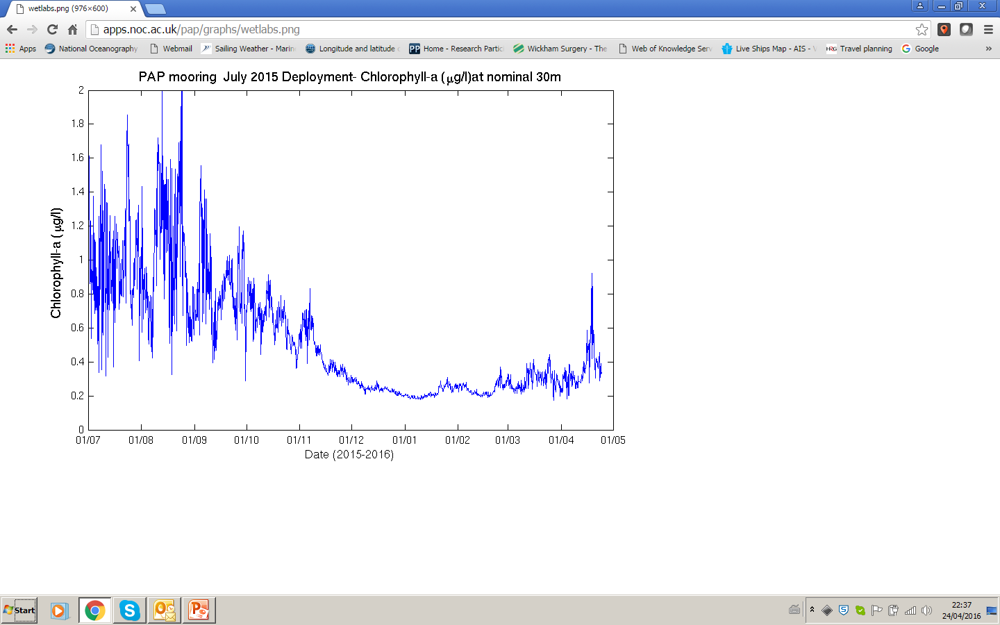 wetlabs.png (976×600)
apps.noc.ac.uk/pap/graphs/wetlabs.png
Apps National Oceanography Webmail Sailing Weather - Marin Longitude and latitude PP Home - Research Partic Wickham Surgery - The Web of Knowledge Serv Live Ships Map - AIS - HRG Travel planning G Google »
PAP mooring July 2015 Deployment- Chlorophyll-a (μg/l)at nominal 30m
Chlorophyll-a (μg/l)
2
1.8
1.6
1.4
1.2
1
0.8
0.6
0.4
0.2
0
01/07 01/08 01/09 01/10 01/11 01/12 01/01 01/02 01/03 01/04 01/05
Date (2015-2016)
Start
22:37
24/04/2016